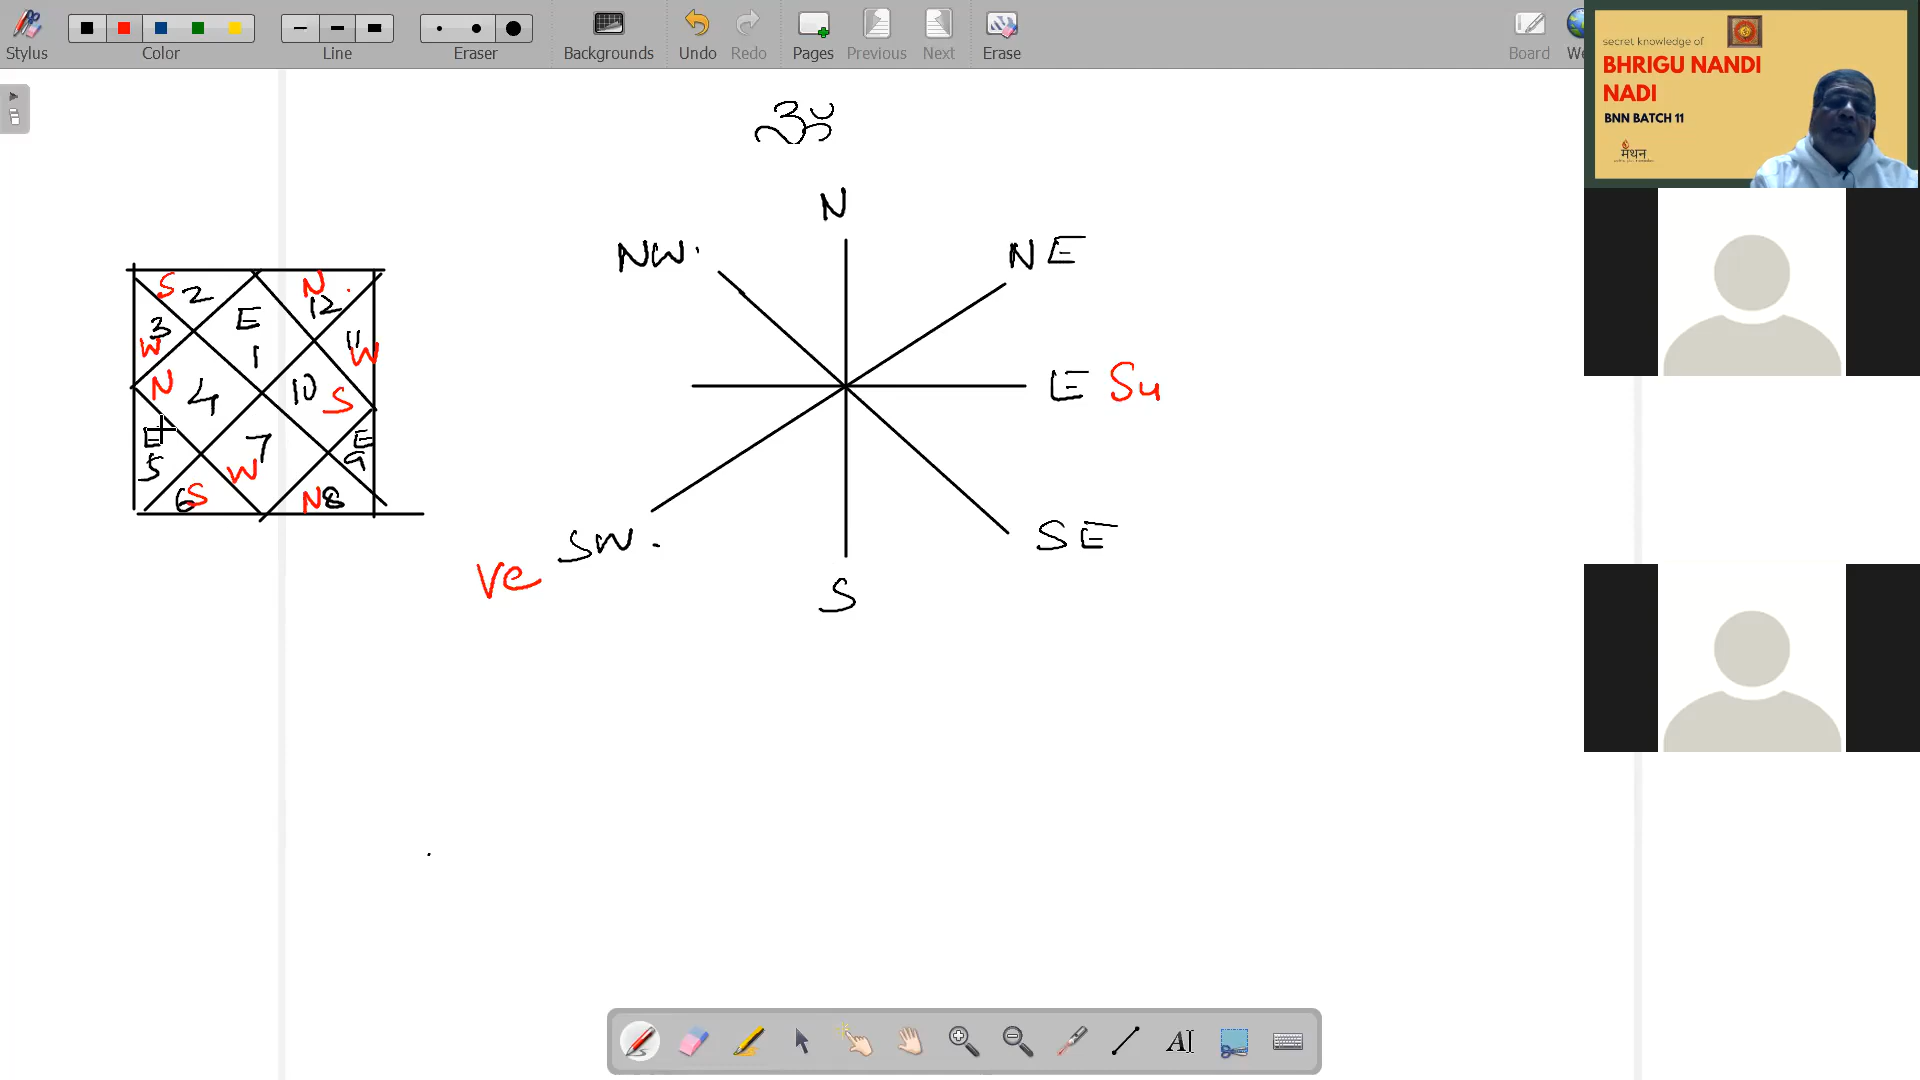 Stylus
Color
Line
Eraser
Backgrounds
Undo
Redo
Pages
Previous
Next
Erase
Board
secret knowledge of
BHRIGU NANDI
NADI
BNN BATCH 11
मंथन
ॐ
N
NW.
NE
E Su
SW.
Ve
S
SE
S 2
N
12
3
W
E
1
11
W
N
4
10
S
E
5
7
W
E
9
6 S
N 8
AI